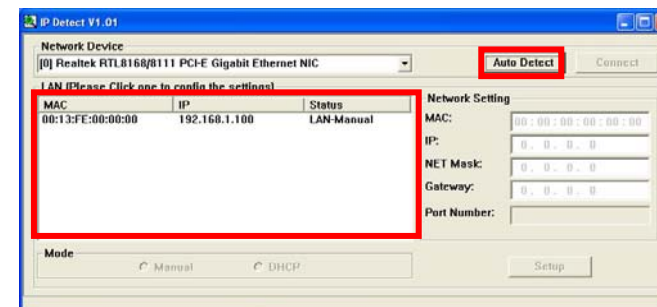 IP Detect V1.01
Network Device
[0] Realtek RTL8168/8111 PCI-E Gigabit Ethernet NIC
Auto Detect
Connect
LAN (Please Click one to config the settings)
MAC IP Status
00:13:FE:00:00:00 192.168.1.100 LAN-Manual
Network Setting
MAC: 00:00:00:00:00:00
IP: 0. 0. 0. 0
NET Mask: 0. 0. 0. 0
Gateway: 0. 0. 0. 0
Port Number:
Mode
Manual DHCP
Setup